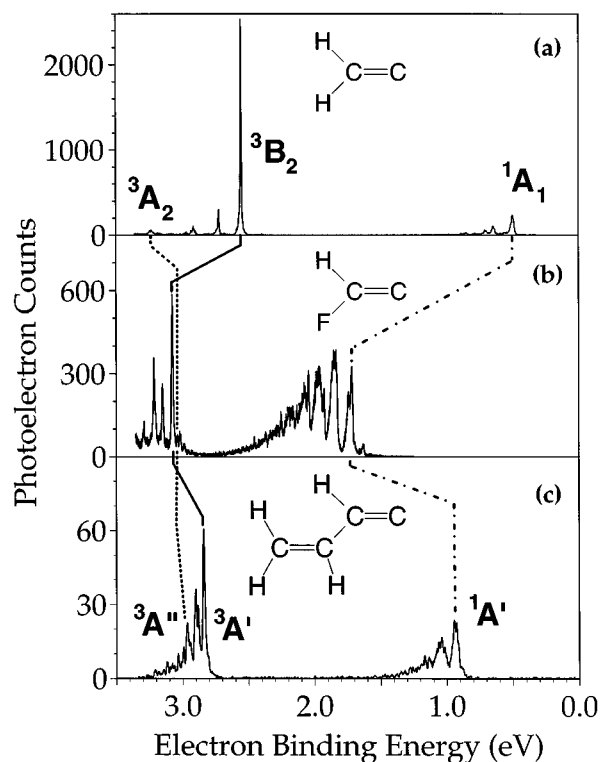 Photoelectron Counts
2000
1000
0
(a)
H
C=C
H
³A₂
³B₂
¹A₁
600
300
0
(b)
H
C=C
F
60
30
0
(c)
H
H C=C
C=C
H H
³A"
³A'
¹A'
3.0 2.0 1.0 0.0
Electron Binding Energy (eV)